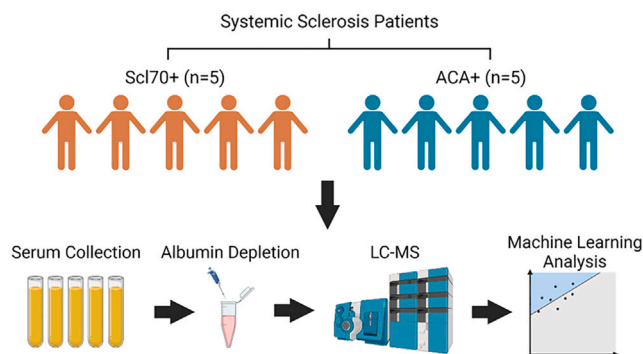 Systemic Sclerosis Patients
Scl70+ (n=5)
ACA+ (n=5)
Serum Collection
Albumin Depletion
LC-MS
Machine Learning
Analysis